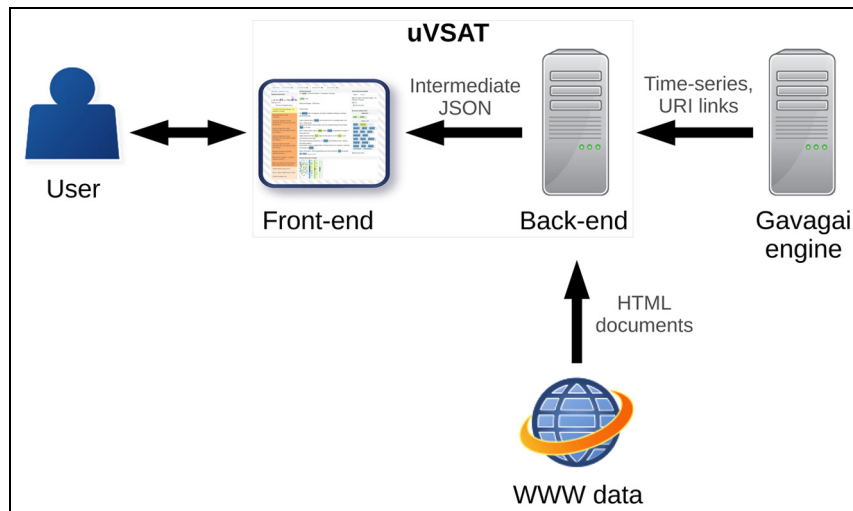 uVSAT
Intermediate
JSON
Time-series,
URI links
User
Front-end
Back-end
Gavagai
engine
HTML
documents
WWW data